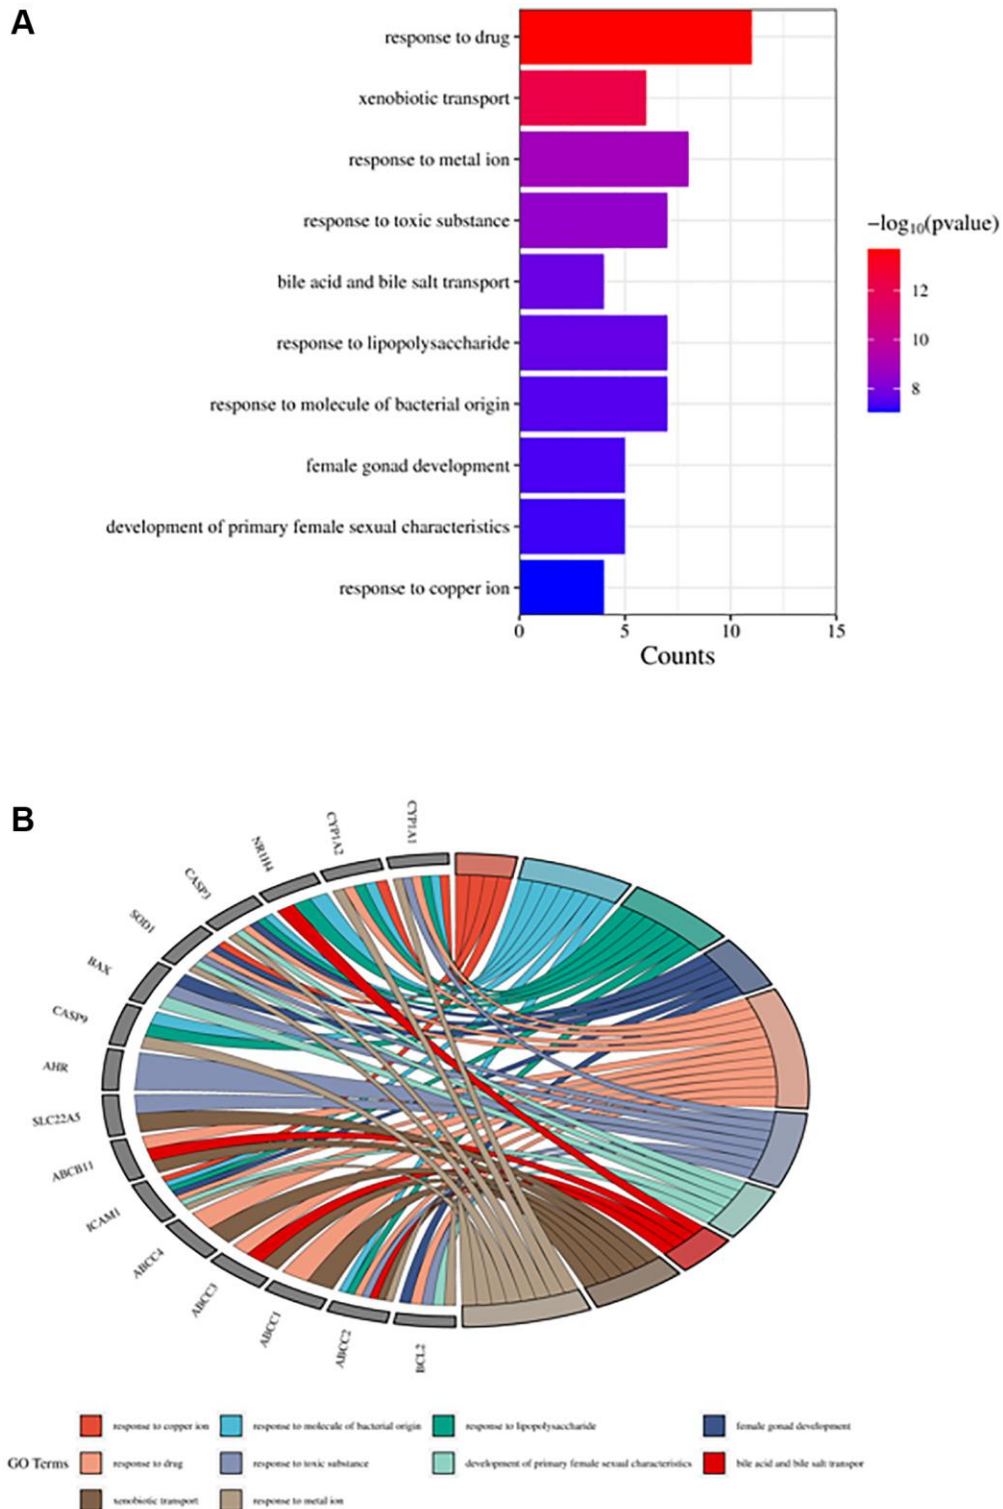 A
response to drug
xenobiotic transport
response to metal ion
response to toxic substance
bile acid and bile salt transport
response to lipopolysaccharide
response to molecule of bacterial origin
female gonad development
development of primary female sexual characteristics
response to copper ion
0 5 10 15
Counts
−log₁₀(pvalue)
12
10
8
B
CYP1A1
CYP1A2
NR1H4
CASP3
SOD1
BAX
CASP9
AHR
SLC22A5
ABCB11
ICAM1
ABCC4
ABCC3
ABCC1
ABCC2
BCL2
GO Terms
response to copper ion response to molecule of bacterial origin response to lipopolysaccharide female gonad development
response to drug response to toxic substance development of primary female sexual characteristics bile acid and bile salt transpor
xenobiotic transport response to metal ion